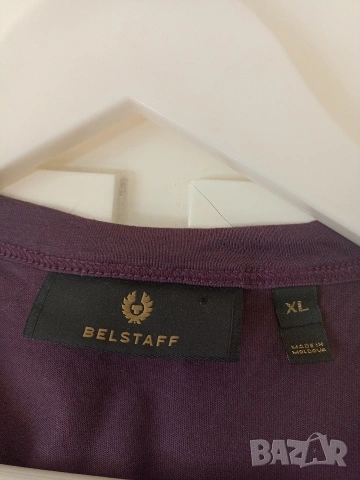 BELSTAFF
XL
MADE IN
MOLDOVA
BAZAR